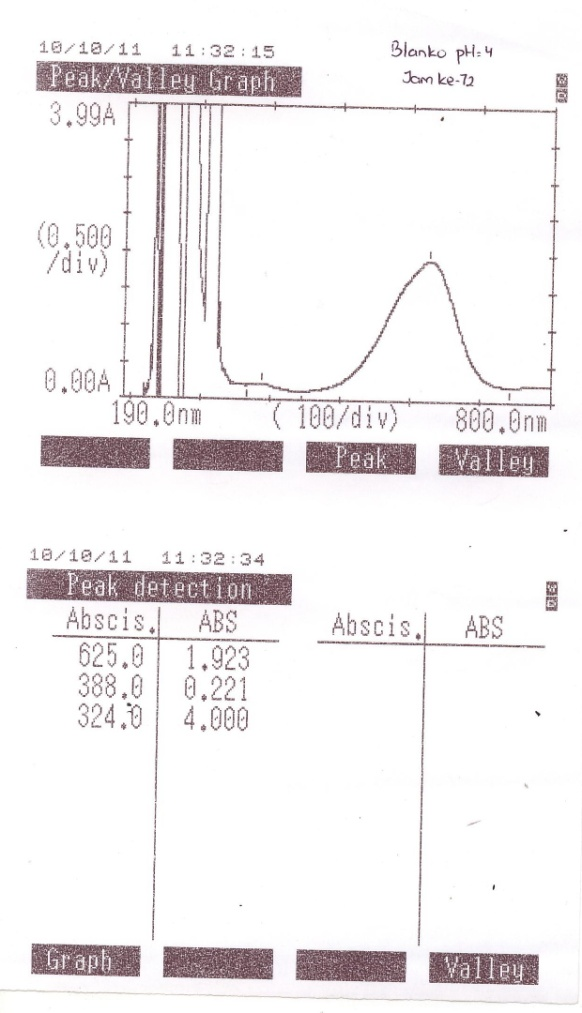 10/10/11 11:32:15
Blanko pH=4
Jam ke-72
Peak/Valley Graph
3.99A
(0.500
/div)
0.00A
190.0nm ( 100/div) 800.0nm
Peak Valley
10/10/11 11:32:34
Peak detection
Abscis. ABS Abscis. ABS
625.0 1.923
388.0 0.221
324.0 4.000
Graph Valley